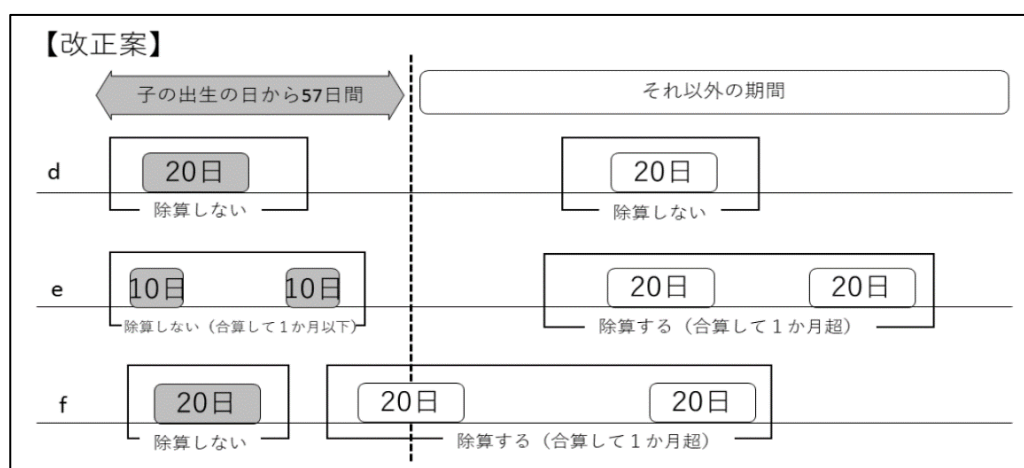 【改正案】
子の出生の日から57日間
それ以外の期間
d
20日
20日
除算しない
除算しない
e
10日
10日
20日
20日
除算しない（合算して１か月以下）
除算する（合算して１か月超）
f
20日
20日
20日
除算しない
除算する（合算して１か月超）